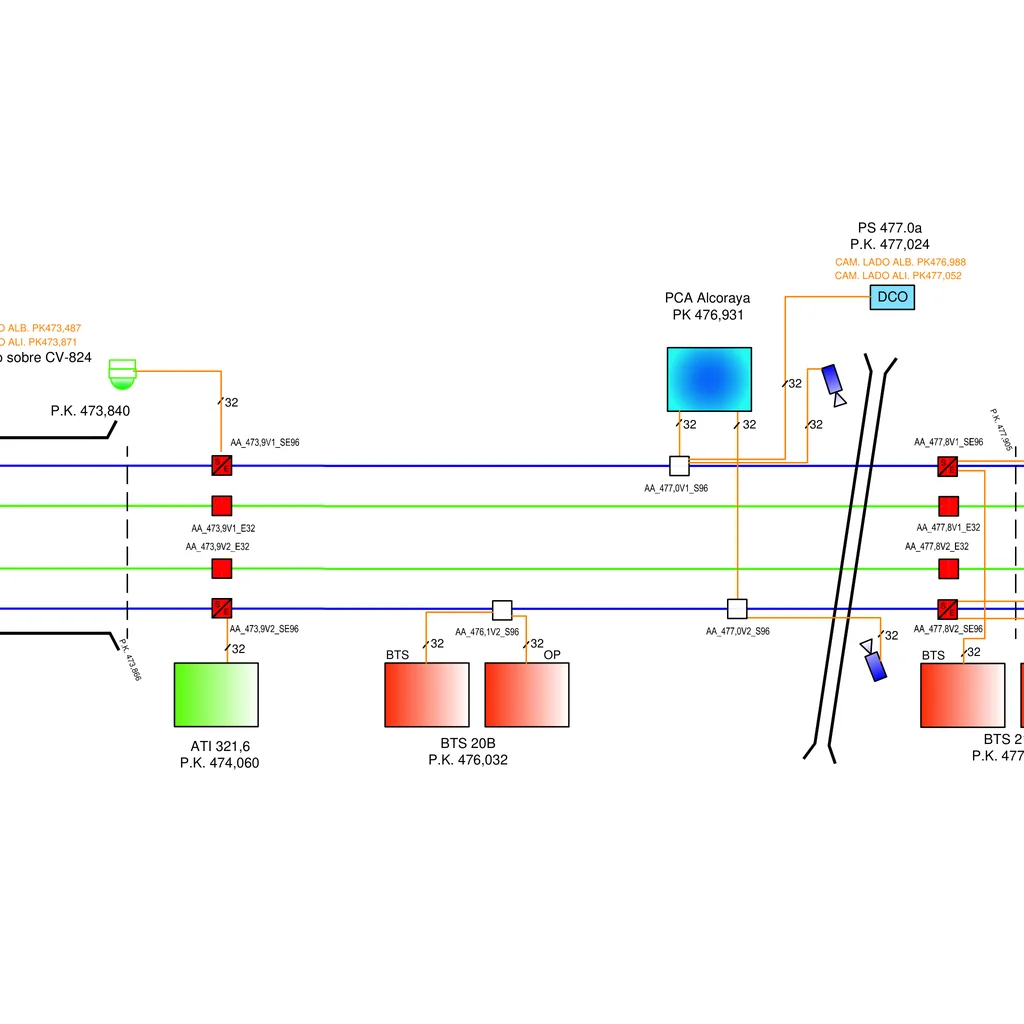 PS 477.0a
P.K. 477,024
CAM. LADO ALB. PK476,988
CAM. LADO ALI. PK477,052
DCO
PCA Alcoraya
PK 476,931
ALB. PK473,487
ALI. PK473,871
sobre CV-824
P.K. 473,840
32
32
32
32
32
P.K. 477,905
AA_473,9V1_SE96
AA_477,8V1_SE96
S/E
S/E
AA_477,0V1_S96
AA_473,9V1_E32
AA_477,8V1_E32
AA_473,9V2_E32
AA_477,8V2_E32
S/E
S/E
AA_473,9V2_SE96
AA_476,1V2_S96
AA_477,0V2_S96
AA_477,8V2_SE96
P.K. 473,866
32
32
32
32
32
BTS
OP
BTS
ATI 321,6
P.K. 474,060
BTS 20B
P.K. 476,032
BTS
P.K. 477